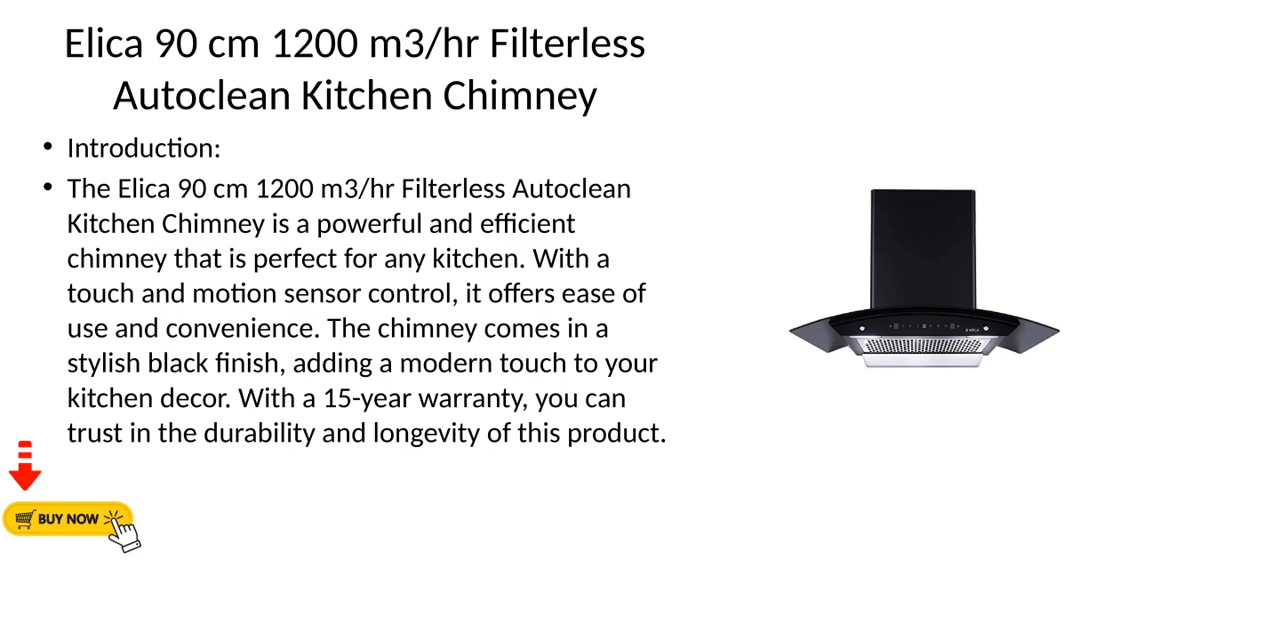 Elica 90 cm 1200 m3/hr Filterless
Autoclean Kitchen Chimney
• Introduction:
• The Elica 90 cm 1200 m3/hr Filterless Autoclean
Kitchen Chimney is a powerful and efficient
chimney that is perfect for any kitchen. With a
touch and motion sensor control, it offers ease of
use and convenience. The chimney comes in a
stylish black finish, adding a modern touch to your
kitchen decor. With a 15-year warranty, you can
trust in the durability and longevity of this product.
BUY NOW